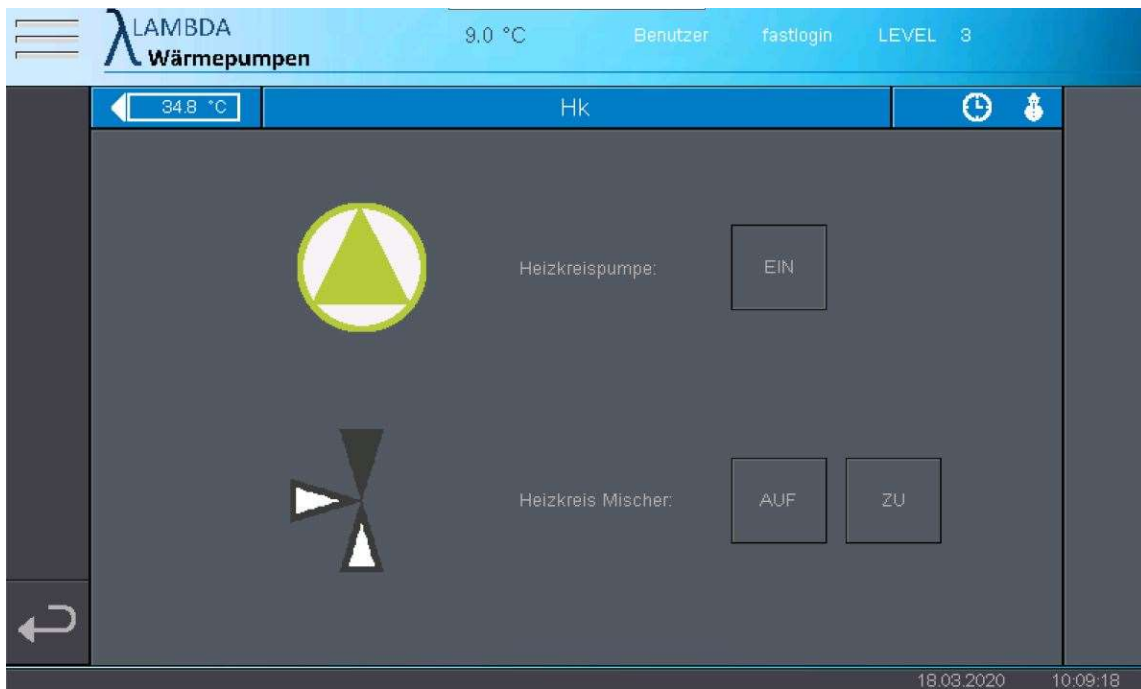 λLAMBDA
Wärmepumpen
9.0 °C Benutzer fastlogin LEVEL 3
34.8 °C Hk
Heizkreispumpe: EIN
Heizkreis Mischer: AUF ZU
18.03.2020 10:09:18